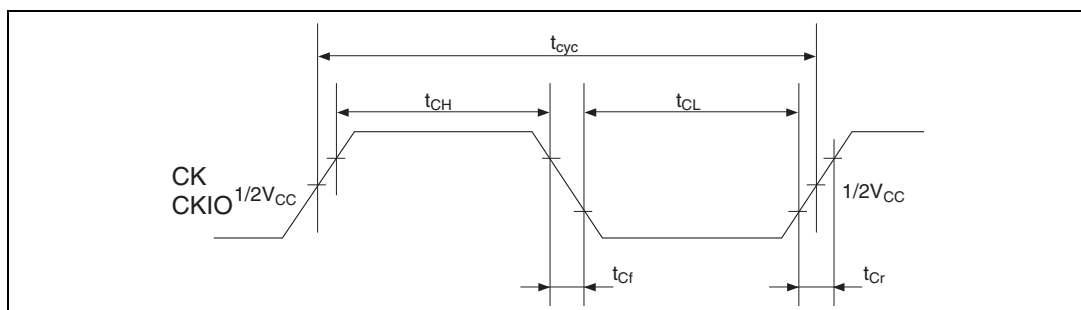 tcyc
tCH
tCL
CK
CKIO
1/2VCC
1/2VCC
tCf
tCr